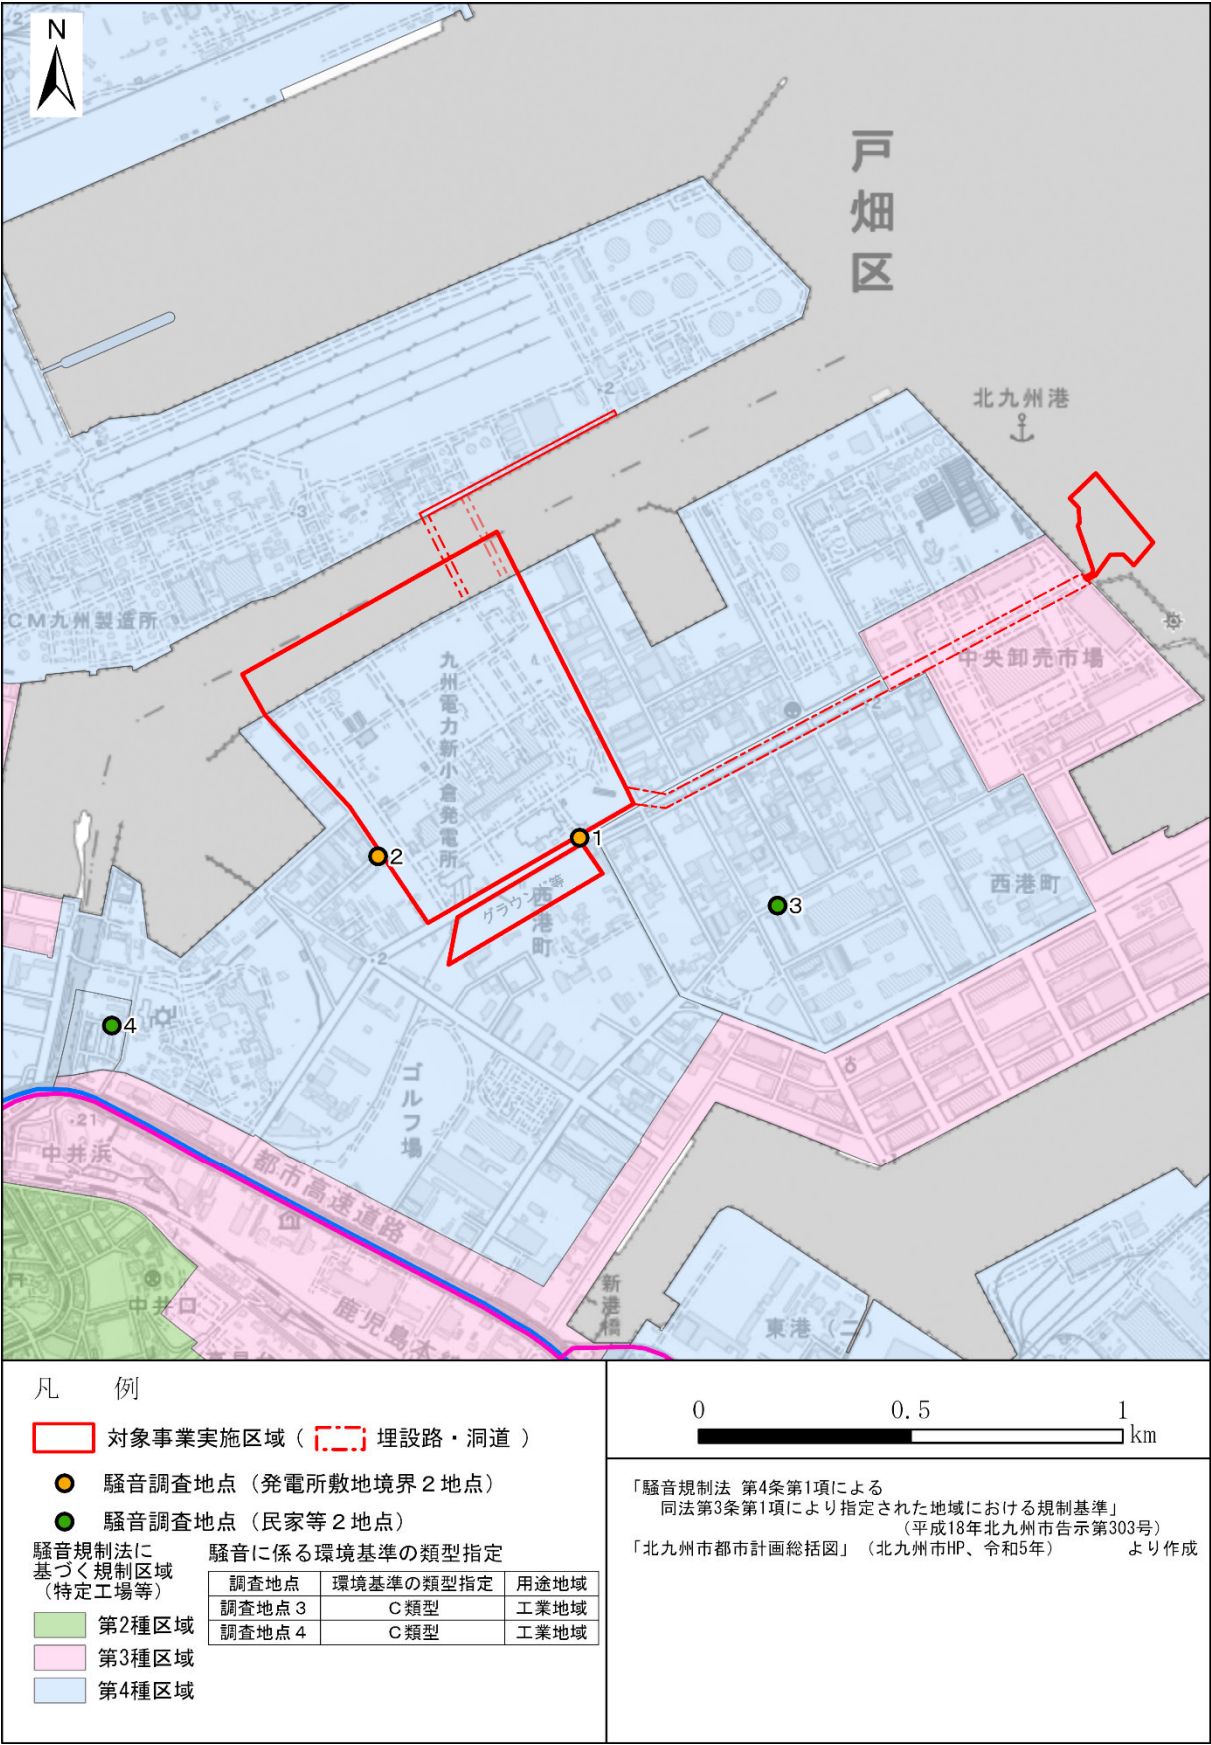 N
戸畑区
北九州港
-2
-2
-3
CM九州製造所
九州電力新小倉発電所
中央卸売市場
-2
1
2
グラウンド等
西港町
西港町
3
-2
4
ゴルフ場
-21
中井浜
都市高速道路
中井口
鹿児島本線
新港橋
東港（二）
凡　例
対象事業実施区域（ 埋設路・洞道 ）
騒音調査地点（発電所敷地境界２地点）
騒音調査地点（民家等２地点）
騒音規制法に
基づく規制区域
（特定工場等）
第2種区域
第3種区域
第4種区域
騒音に係る環境基準の類型指定
調査地点 環境基準の類型指定 用途地域
調査地点３ Ｃ類型 工業地域
調査地点４ Ｃ類型 工業地域
0 0.5 1
km
「騒音規制法 第4条第1項による
同法第3条第1項により指定された地域における規制基準」
（平成18年北九州市告示第303号）
「北九州市都市計画総括図」（北九州市HP、令和5年） より作成